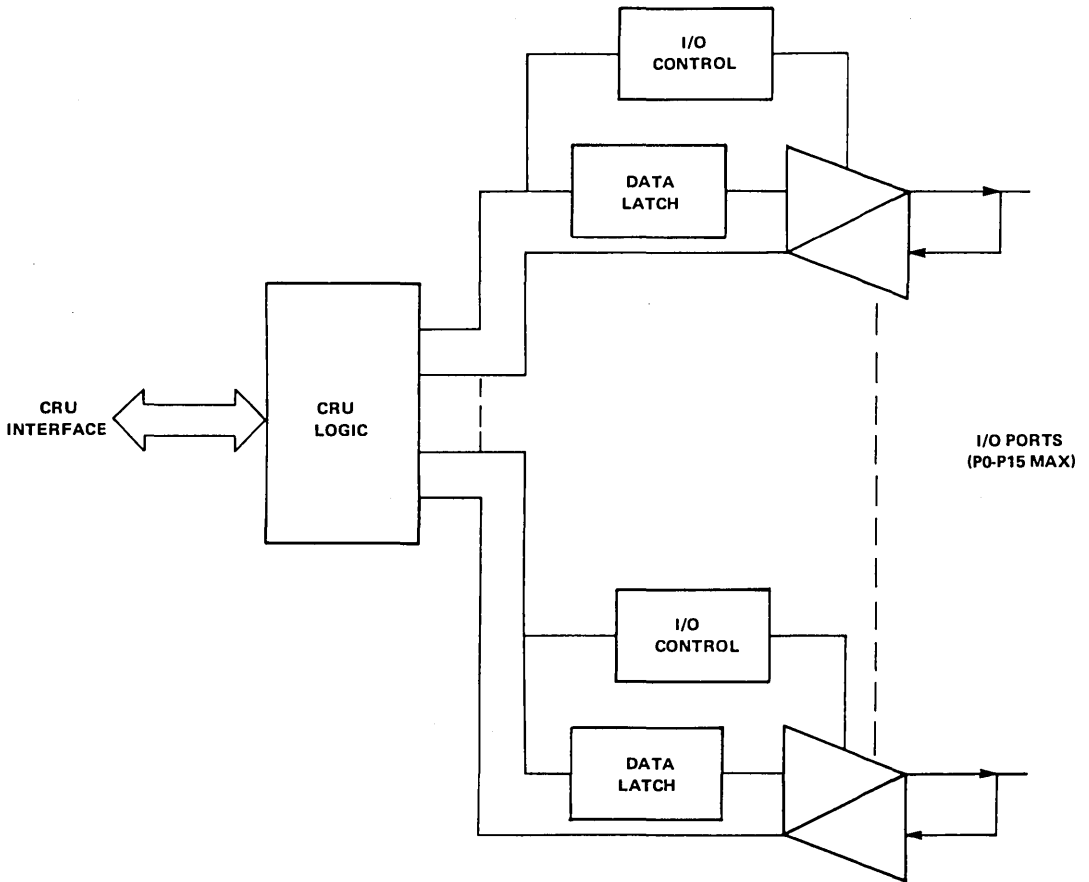 I/O
CONTROL
DATA
LATCH
CRU
INTERFACE
CRU
LOGIC
I/O PORTS
(P0-P15 MAX)
I/O
CONTROL
DATA
LATCH